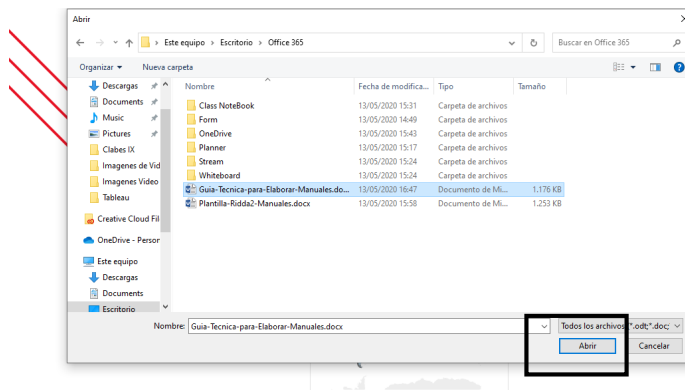 Abrir
Este equipo > Escritorio > Office 365
Buscar en Office 365
Organizar
Nueva carpeta
Descargas
Documents
Music
Pictures
Clabes IX
Imagenes de Vid
Imagenes Video
Tableau
Creative Cloud Fil
OneDrive - Person
Este equipo
Descargas
Documents
Escritorio
Nombre Fecha de modifica... Tipo Tamaño
Class NoteBook 13/05/2020 15:31 Carpeta de archivos
Form 13/05/2020 14:49 Carpeta de archivos
OneDrive 13/05/2020 15:43 Carpeta de archivos
Planner 13/05/2020 15:17 Carpeta de archivos
Stream 13/05/2020 15:24 Carpeta de archivos
Whiteboard 13/05/2020 15:24 Carpeta de archivos
Guia-Tecnica-para-Elaborar-Manuales.do... 13/05/2020 16:47 Documento de Mi... 1.176 KB
Plantilla-Ridda2-Manuales.docx 13/05/2020 15:58 Documento de Mi... 1.253 KB
Nombre: Guia-Tecnica-para-Elaborar-Manuales.docx
Todos los archivos *.odt;*.doc;
Abrir
Cancelar